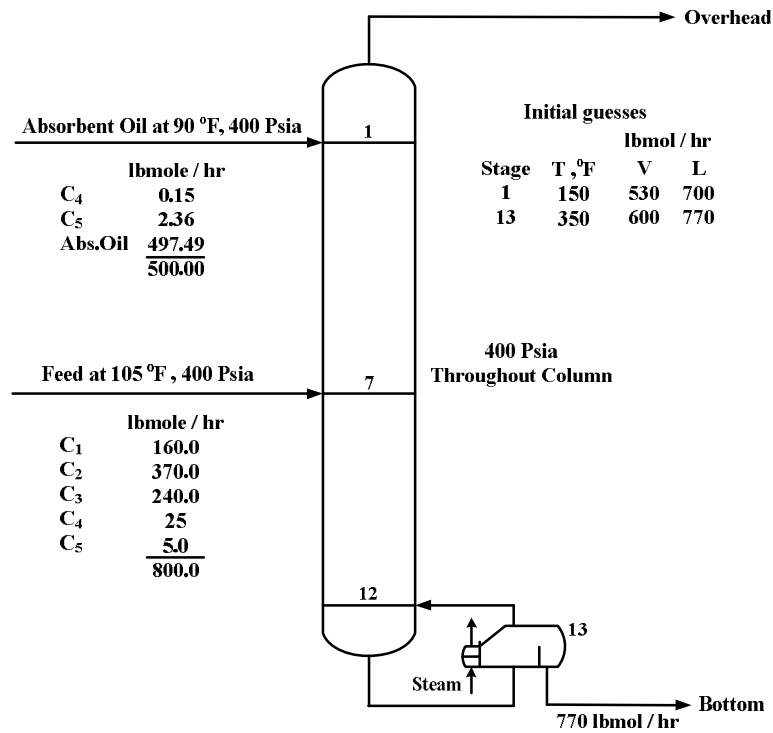 Overhead
Absorbent Oil at 90 ºF, 400 Psia
1
lbmole / hr
C₄ 0.15
C₅ 2.36
Abs.Oil 497.49
500.00
Initial guesses
lbmol / hr
Stage T ,ºF V L
1 150 530 700
13 350 600 770
Feed at 105 ºF , 400 Psia
7
400 Psia
Throughout Column
lbmole / hr
C₁ 160.0
C₂ 370.0
C₃ 240.0
C₄ 25
C₅ 5.0
800.0
12
13
Steam
Bottom
770 lbmol / hr